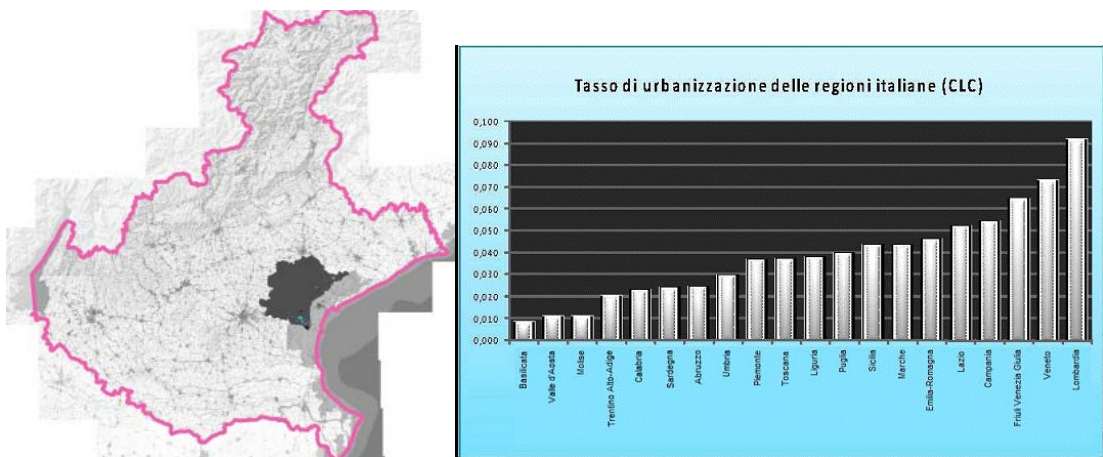 Tasso di urbanizzazione delle regioni italiane (CLC)
0,100
0,090
0,080
0,070
0,060
0,050
0,040
0,030
0,020
0,010
0,000
Basilicata
Valle d'Aosta
Molise
Trentino Alto-Adige
Calabria
Sardegna
Abruzzo
Umbria
Piemonte
Toscana
Liguria
Puglia
Sicilia
Marche
Emilia-Romagna
Lazio
Campania
Friuli Venezia Giulia
Veneto
Lombardia